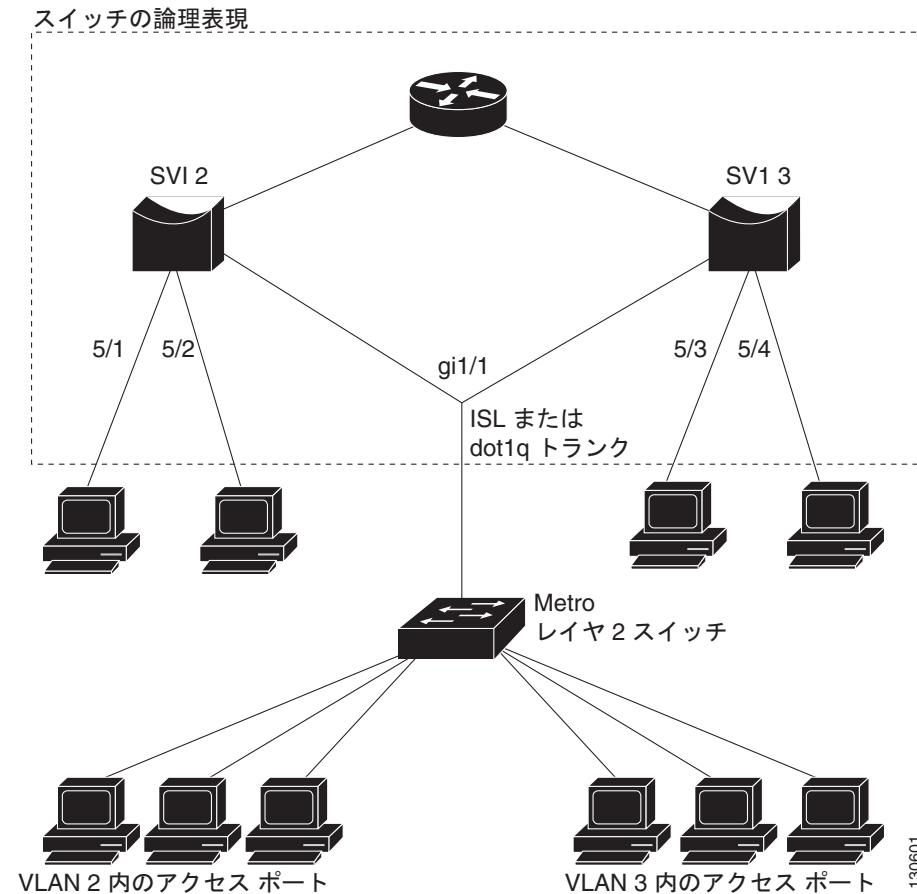 スイッチの論理表現
SVI 2
SV1 3
5/1
5/2
gi1/1
5/3
5/4
ISL または
dot1q トランク
Metro
レイヤ 2 スイッチ
VLAN 2 内のアクセス ポート
VLAN 3 内のアクセス ポート
130601